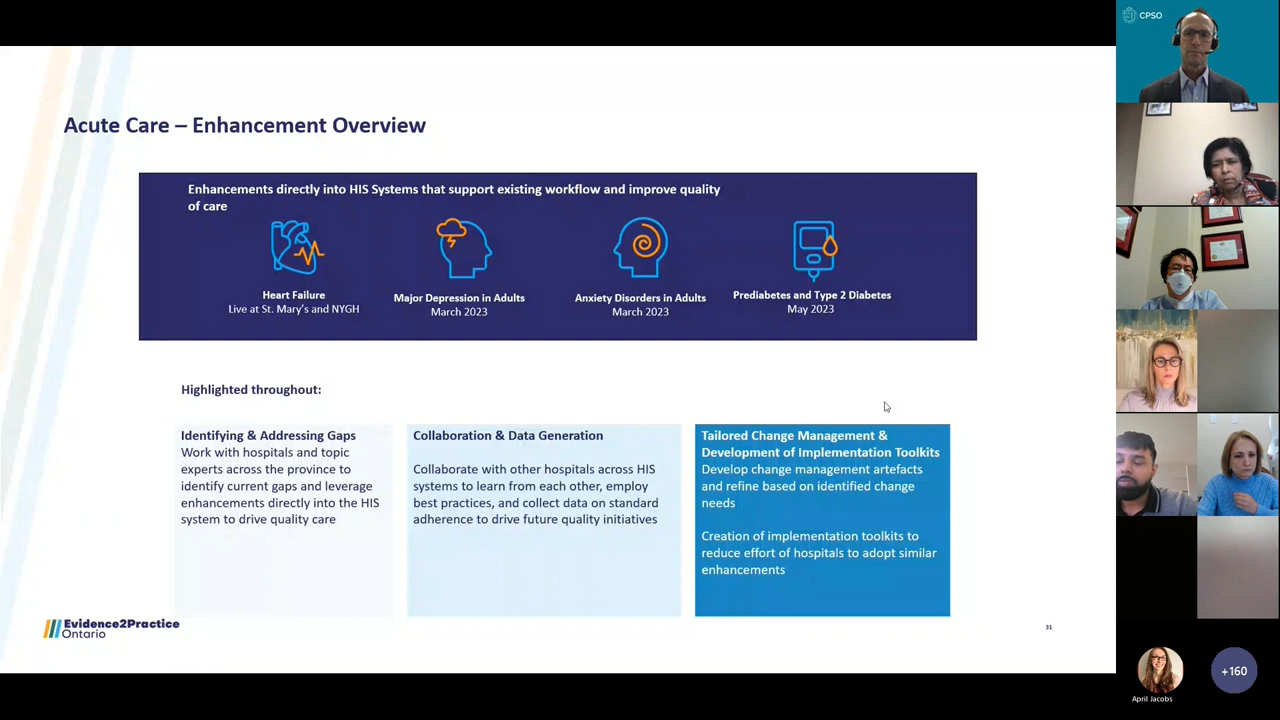 CPSO
Acute Care – Enhancement Overview
Enhancements directly into HIS Systems that support existing workflow and improve quality
of care
Heart Failure
Live at St. Mary's and NYGH
Major Depression in Adults
March 2023
Anxiety Disorders in Adults
March 2023
Prediabetes and Type 2 Diabetes
May 2023
Highlighted throughout:
Identifying & Addressing Gaps
Work with hospitals and topic
experts across the province to
identify current gaps and leverage
enhancements directly into the HIS
system to drive quality care
Collaboration & Data Generation
Collaborate with other hospitals across HIS
systems to learn from each other, employ
best practices, and collect data on standard
adherence to drive future quality initiatives
Tailored Change Management &
Development of Implementation Toolkits
Develop change management artefacts
and refine based on identified change
needs
Creation of implementation toolkits to
reduce effort of hospitals to adopt similar
enhancements
Evidence2Practice
Ontario
31
April Jacobs
+160